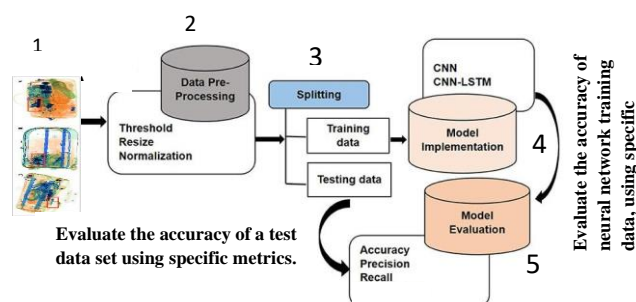 1
2
Data Pre-
Processing
Threshold
Resize
Normalization
3
Splitting
Training
data
Testing data
CNN
CNN-LSTM
Model
Implementation
4
Model
Evaluation
5
Accuracy
Precision
Recall
Evaluate the accuracy of a test
data set using specific metrics.
Evaluate the accuracy of
neural network training
data, using specific